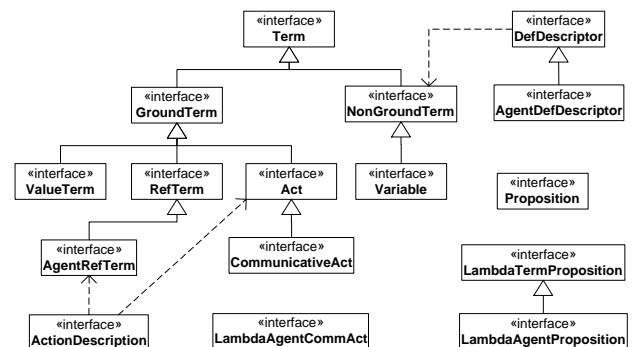 «interface»
Term
«interface»
DefDescriptor
«interface»
GroundTerm
«interface»
NonGroundTerm
«interface»
AgentDefDescriptor
«interface»
ValueTerm
«interface»
RefTerm
«interface»
Act
«interface»
Variable
«interface»
Proposition
«interface»
AgentRefTerm
«interface»
CommunicativeAct
«interface»
LambdaTermProposition
«interface»
ActionDescription
«interface»
LambdaAgentCommAct
«interface»
LambdaAgentProposition